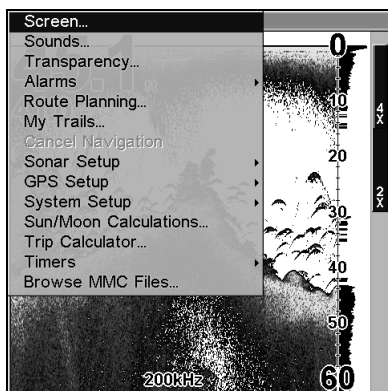 Screen...
Sounds...
Transparency...
Alarms
Route Planning...
My Trails...
Cancel Navigation
Sonar Setup
GPS Setup
System Setup
Sun/Moon Calculations...
Trip Calculator...
Timers
Browse MMC Files...
0
10
20
30
40
50
60
4X
2X
200kHz